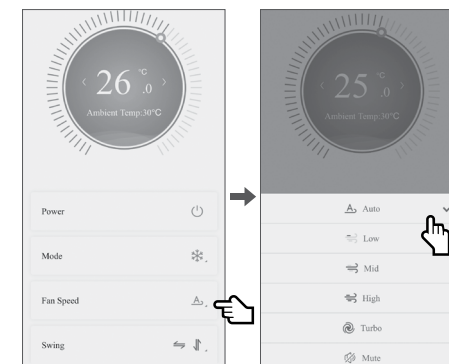 26 °C .0
Ambient Temp:30°C
Power
Mode
Fan Speed
A
Swing
25 °C .0
Ambient Temp:30°C
A Auto
Low
Mid
High
Turbo
Mute